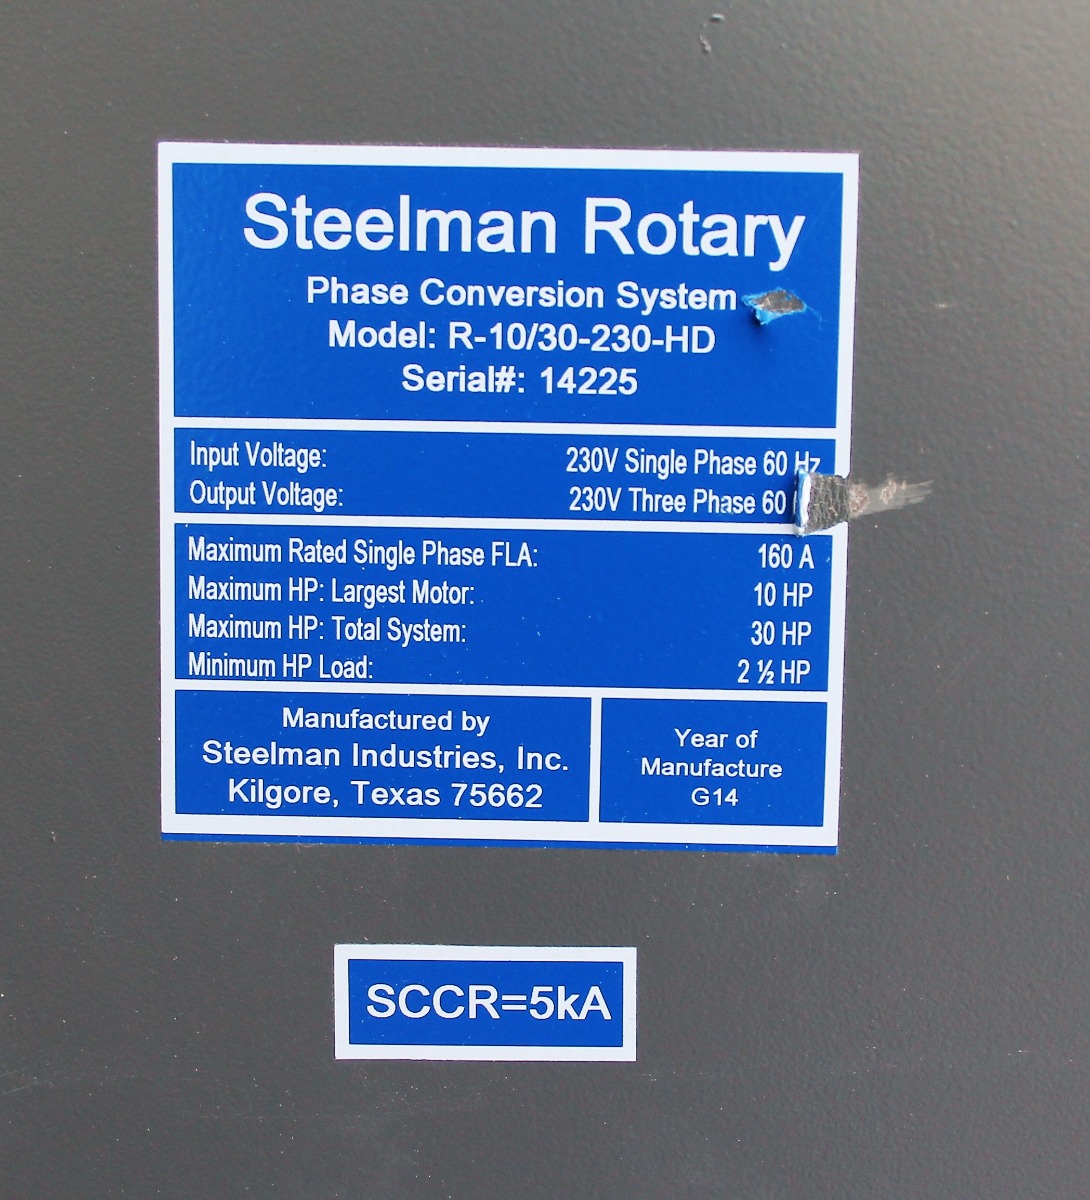 Steelman Rotary
Phase Conversion System
Model: R-10/30-230-HD
Serial#: 14225
Input Voltage: 230V Single Phase 60 Hz
Output Voltage: 230V Three Phase 60
Maximum Rated Single Phase FLA: 160 A
Maximum HP: Largest Motor: 10 HP
Maximum HP: Total System: 30 HP
Minimum HP Load: 2 ½ HP
Manufactured by
Steelman Industries, Inc.
Kilgore, Texas 75662
Year of
Manufacture
G14
SCCR=5kA